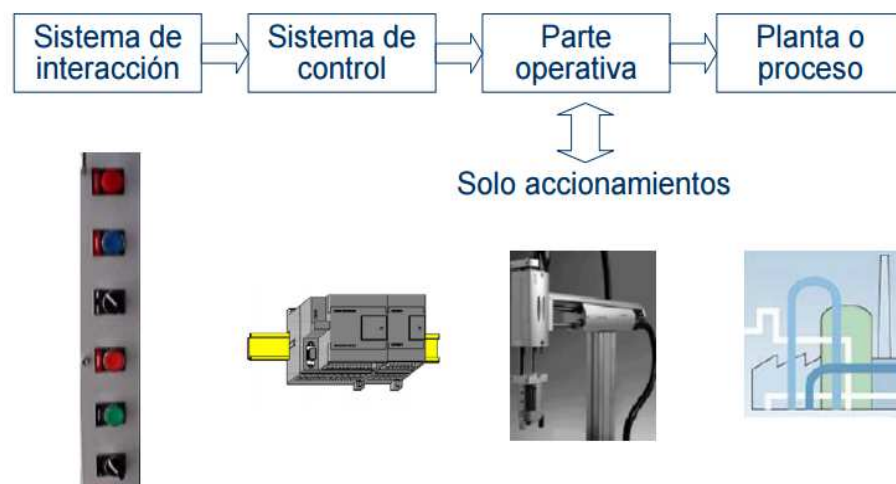 Sistema de
interacción
Sistema de
control
Parte
operativa
Planta o
proceso
Solo accionamientos